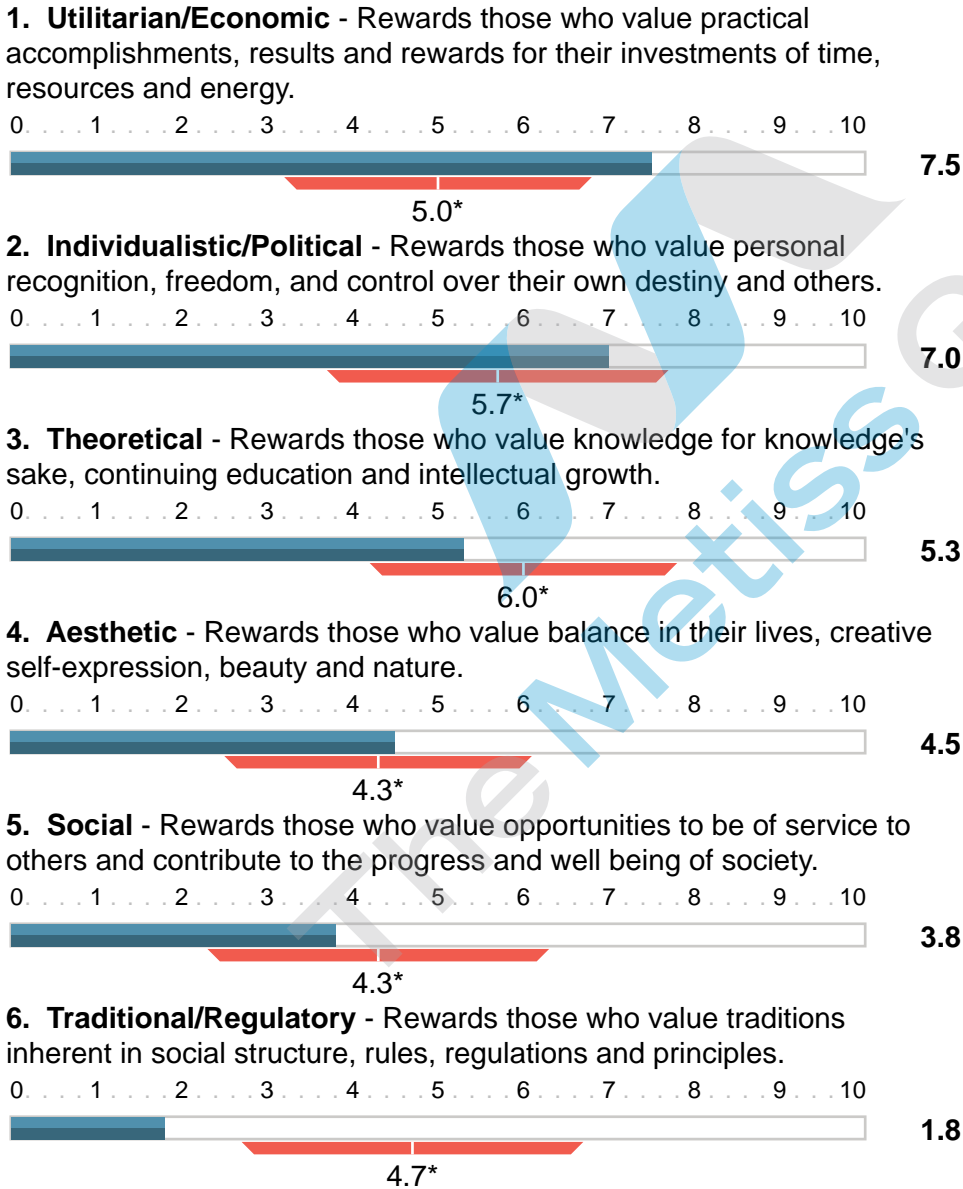 1. Utilitarian/Economic - Rewards those who value practical
accomplishments, results and rewards for their investments of time,
resources and energy.
0. . . . 1 . . . . 2 . . . . 3 . . . . 4 . . . . 5 . . . . 6 . . . . 7 . . . . 8 . . . . 9 . . . 10
7.5
5.0*
2. Individualistic/Political - Rewards those who value personal
recognition, freedom, and control over their own destiny and others.
0. . . . 1 . . . . 2 . . . . 3 . . . . 4 . . . . 5 . . . . 6 . . . . 7 . . . . 8 . . . . 9 . . . 10
7.0
5.7*
3. Theoretical - Rewards those who value knowledge for knowledge's
sake, continuing education and intellectual growth.
0. . . . 1 . . . . 2 . . . . 3 . . . . 4 . . . . 5 . . . . 6 . . . . 7 . . . . 8 . . . . 9 . . . 10
5.3
6.0*
4. Aesthetic - Rewards those who value balance in their lives, creative
self-expression, beauty and nature.
0. . . . 1 . . . . 2 . . . . 3 . . . . 4 . . . . 5 . . . . 6 . . . . 7 . . . . 8 . . . . 9 . . . 10
4.5
4.3*
5. Social - Rewards those who value opportunities to be of service to
others and contribute to the progress and well being of society.
0. . . . 1 . . . . 2 . . . . 3 . . . . 4 . . . . 5 . . . . 6 . . . . 7 . . . . 8 . . . . 9 . . . 10
3.8
4.3*
6. Traditional/Regulatory - Rewards those who value traditions
inherent in social structure, rules, regulations and principles.
0. . . . 1 . . . . 2 . . . . 3 . . . . 4 . . . . 5 . . . . 6 . . . . 7 . . . . 8 . . . . 9 . . . 10
1.8
4.7*
The Metiss